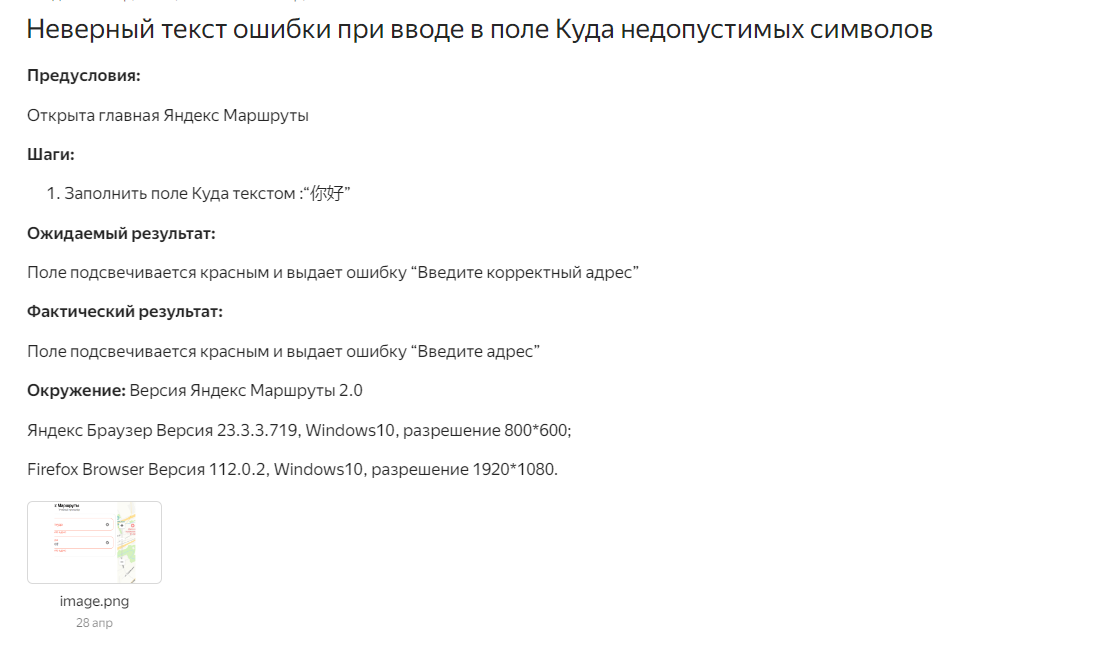 Неверный текст ошибки при вводе в поле Куда недопустимых символов
Предусловия:
Открыта главная Яндекс Маршруты
Шаги:
1. Заполнить поле Куда текстом :“你好”
Ожидаемый результат:
Поле подсвечивается красным и выдает ошибку “Введите корректный адрес”
Фактический результат:
Поле подсвечивается красным и выдает ошибку “Введите адрес”
Окружение: Версия Яндекс Маршруты 2.0
Яндекс Браузер Версия 23.3.3.719, Windows10, разрешение 800*600;
Firefox Browser Версия 112.0.2, Windows10, разрешение 1920*1080.
Маршруты
image.png
28 апр